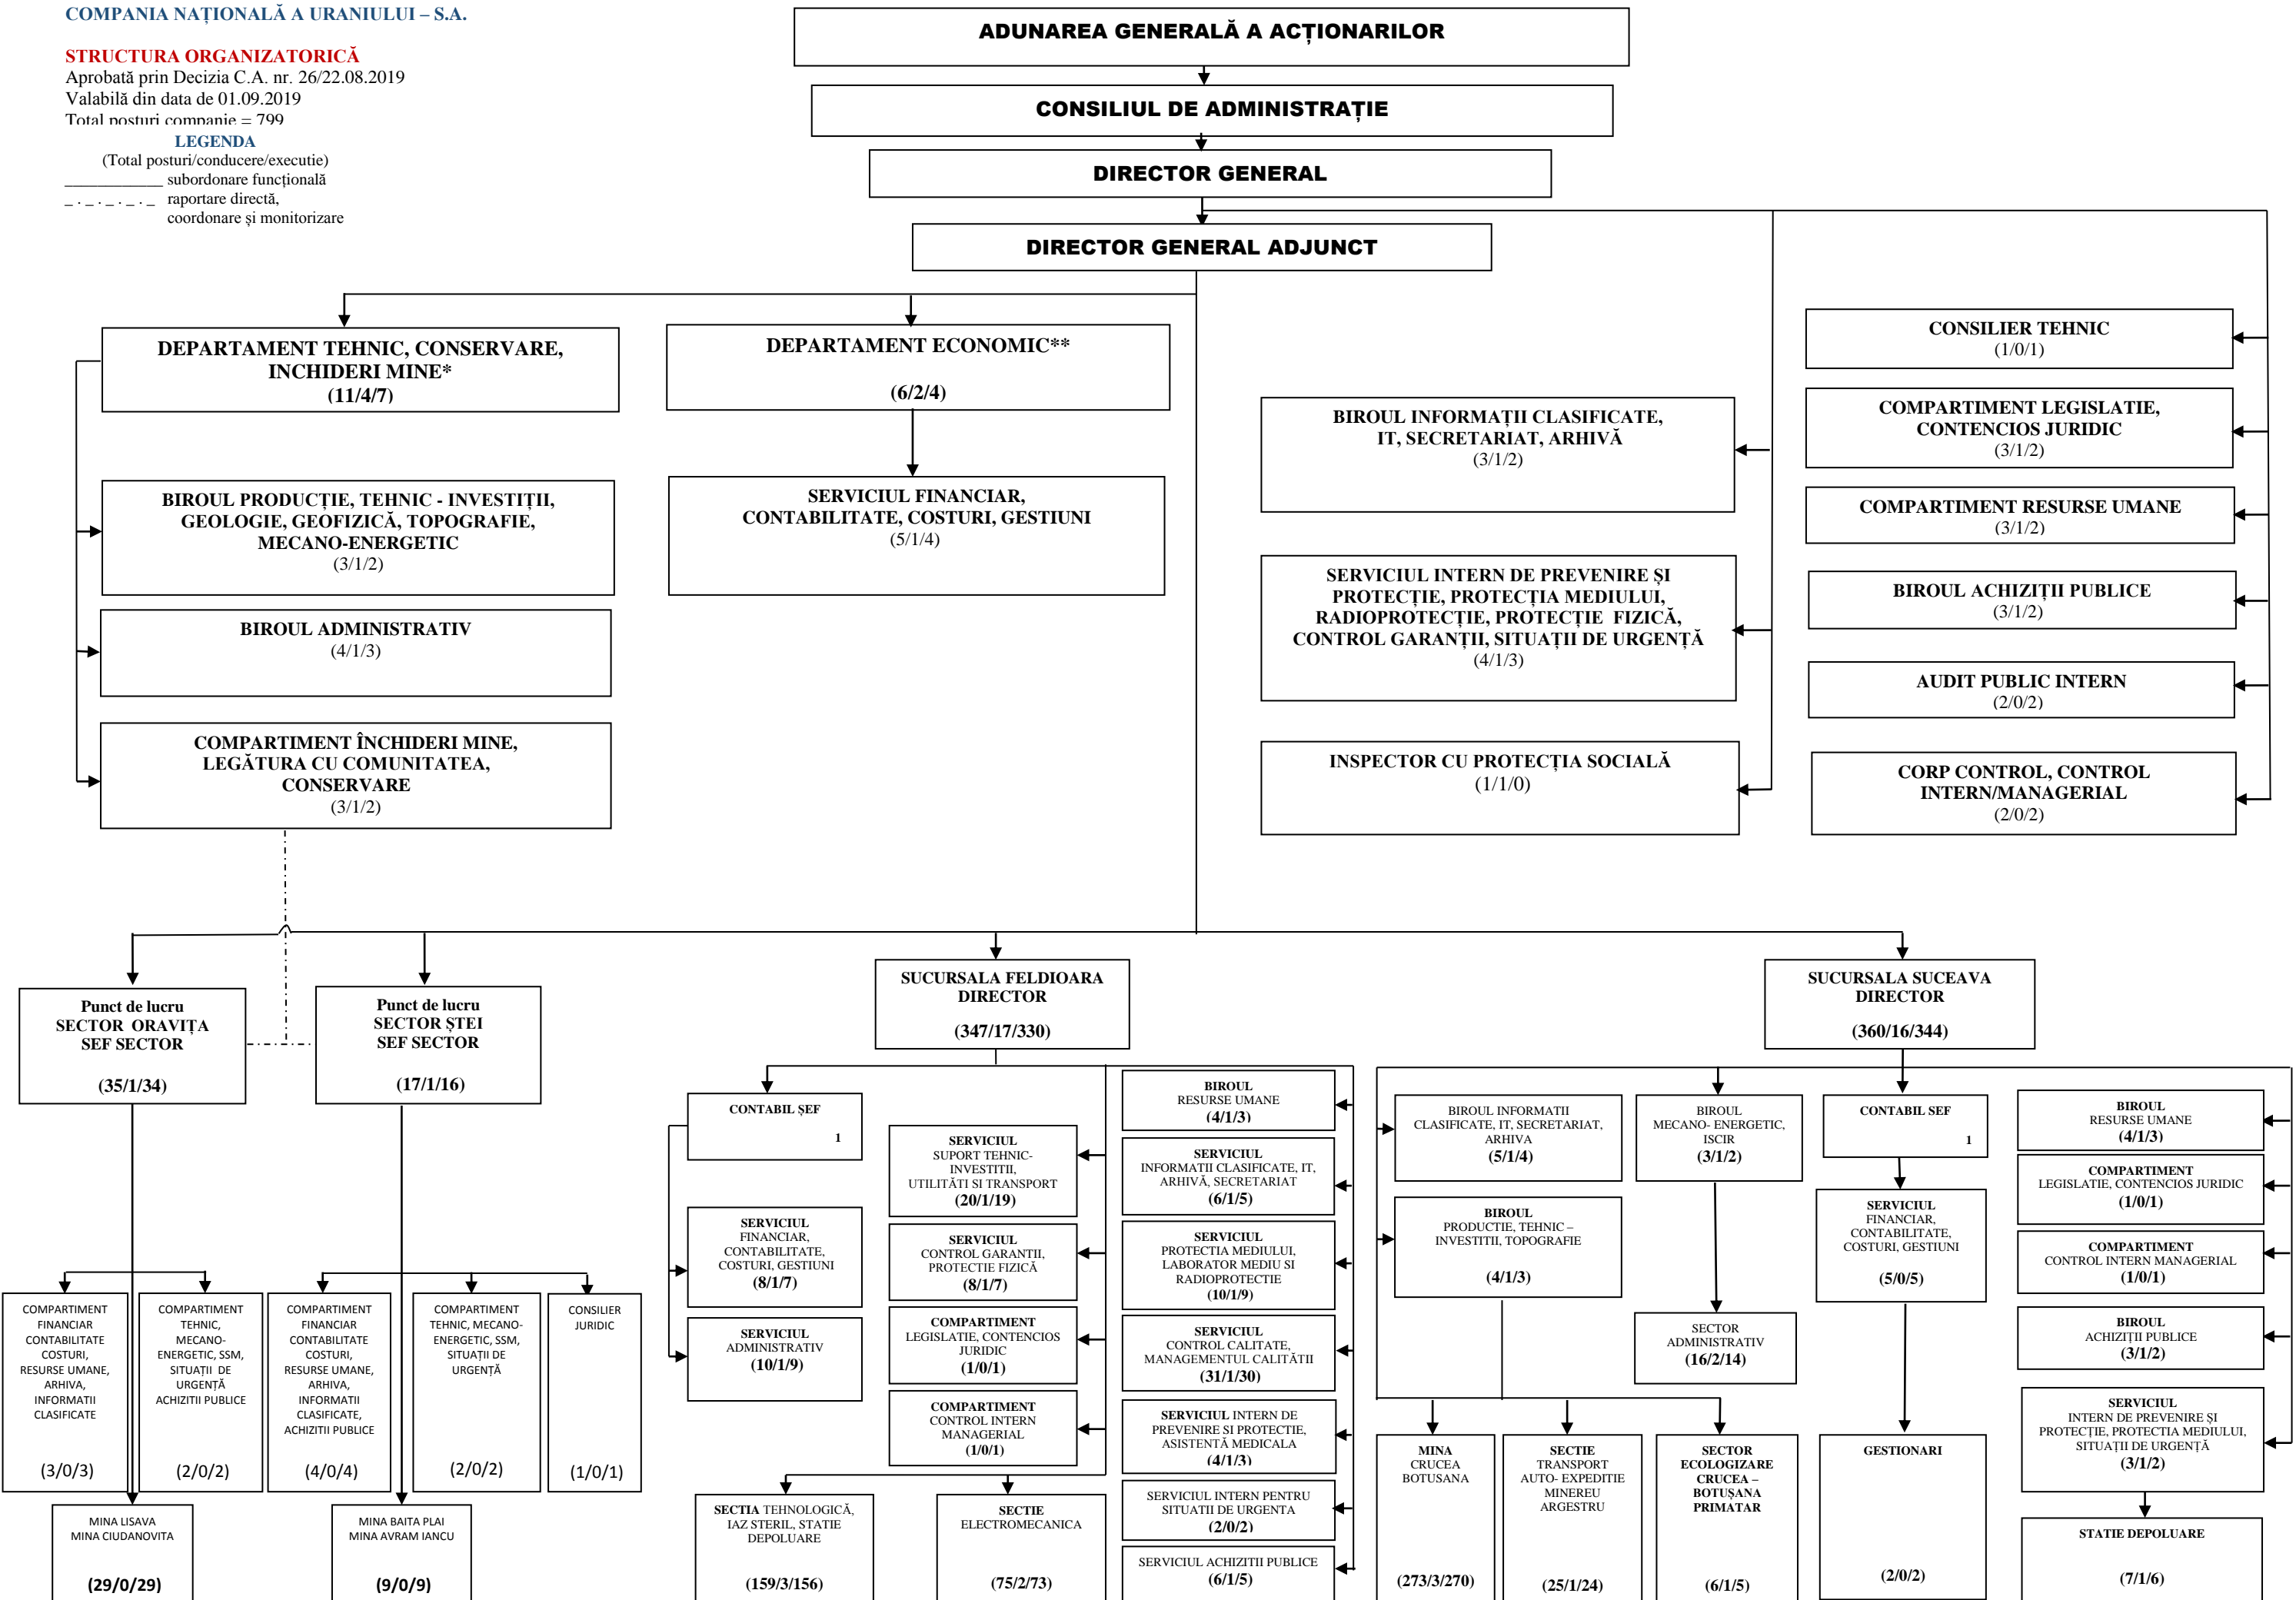 COMPANIA NAȚIONALĂ A URANIULUI – S.A.
STRUCTURA ORGANIZATORICĂ
Aprobată prin Decizia C.A. nr. 26/22.08.2019
Valabilă din data de 01.09.2019
Total posturi companie = 799
LEGENDA
(Total posturi/conducere/executie)
____________ subordonare funcțională
_ . _ . _ . _ . _ raportare directă,
coordonare și monitorizare
ADUNAREA GENERALĂ A ACȚIONARILOR
CONSILIUL DE ADMINISTRAȚIE
DIRECTOR GENERAL
DIRECTOR GENERAL ADJUNCT
DEPARTAMENT TEHNIC, CONSERVARE,
INCHIDERI MINE*
(11/4/7)
DEPARTAMENT ECONOMIC**
(6/2/4)
BIROUL PRODUCȚIE, TEHNIC - INVESTIȚII,
GEOLOGIE, GEOFIZICĂ, TOPOGRAFIE,
MECANO-ENERGETIC
(3/1/2)
SERVICIUL FINANCIAR,
CONTABILITATE, COSTURI, GESTIUNI
(5/1/4)
BIROUL ADMINISTRATIV
(4/1/3)
COMPARTIMENT ÎNCHIDERI MINE,
LEGĂTURA CU COMUNITATEA,
CONSERVARE
(3/1/2)
BIROUL INFORMAȚII CLASIFICATE,
IT, SECRETARIAT, ARHIVĂ
(3/1/2)
SERVICIUL INTERN DE PREVENIRE ȘI
PROTECȚIE, PROTECȚIA MEDIULUI,
RADIOPROTECȚIE, PROTECȚIE FIZICĂ,
CONTROL GARANȚII, SITUAȚII DE URGENȚĂ
(4/1/3)
INSPECTOR CU PROTECȚIA SOCIALĂ
(1/1/0)
CONSILIER TEHNIC
(1/0/1)
COMPARTIMENT LEGISLATIE,
CONTENCIOS JURIDIC
(3/1/2)
COMPARTIMENT RESURSE UMANE
(3/1/2)
BIROUL ACHIZIȚII PUBLICE
(3/1/2)
AUDIT PUBLIC INTERN
(2/0/2)
CORP CONTROL, CONTROL
INTERN/MANAGERIAL
(2/0/2)
Punct de lucru
SECTOR ORAVIȚA
SEF SECTOR
(35/1/34)
Punct de lucru
SECTOR ȘTEI
SEF SECTOR
(17/1/16)
SUCURSALA FELDIOARA
DIRECTOR
(347/17/330)
SUCURSALA SUCEAVA
DIRECTOR
(360/16/344)
COMPARTIMENT
FINANCIAR
CONTABILITATE
COSTURI,
RESURSE UMANE,
ARHIVA,
INFORMATII
CLASIFICATE
(3/0/3)
COMPARTIMENT
TEHNIC,
MECANO-
ENERGETIC, SSM,
SITUAȚII DE
URGENȚĂ
ACHIZITII PUBLICE
(2/0/2)
COMPARTIMENT
FINANCIAR
CONTABILITATE
COSTURI,
RESURSE UMANE,
ARHIVA,
INFORMATII
CLASIFICATE,
ACHIZITII PUBLICE
(4/0/4)
COMPARTIMENT
TEHNIC, MECANO-
ENERGETIC, SSM,
SITUAȚII DE
URGENȚĂ
(2/0/2)
CONSILIER
JURIDIC
(1/0/1)
MINA LISAVA
MINA CIUDANOVITA
(29/0/29)
MINA BAITA PLAI
MINA AVRAM IANCU
(9/0/9)
CONTABIL ȘEF
1
SERVICIUL
FINANCIAR,
CONTABILITATE,
COSTURI, GESTIUNI
(8/1/7)
SERVICIUL
ADMINISTRATIV
(10/1/9)
SERVICIUL
SUPORT TEHNIC-
INVESTITII,
UTILITĂTI SI TRANSPORT
(20/1/19)
SERVICIUL
CONTROL GARANTII,
PROTECTIE FIZICĂ
(8/1/7)
COMPARTIMENT
LEGISLATIE, CONTENCIOS
JURIDIC
(1/0/1)
COMPARTIMENT
CONTROL INTERN
MANAGERIAL
(1/0/1)
SECTIA TEHNOLOGICĂ,
IAZ STERIL, STATIE
DEPOLUARE
(159/3/156)
SECTIE
ELECTROMECANICA
(75/2/73)
BIROUL
RESURSE UMANE
(4/1/3)
SERVICIUL
INFORMATII CLASIFICATE, IT,
ARHIVĂ, SECRETARIAT
(6/1/5)
SERVICIUL
PROTECTIA MEDIULUI,
LABORATOR MEDIU SI
RADIOPROTECTIE
(10/1/9)
SERVICIUL
CONTROL CALITATE,
MANAGEMENTUL CALITĂTII
(31/1/30)
SERVICIUL INTERN DE
PREVENIRE SI PROTECTIE,
ASISTENTĂ MEDICALA
(4/1/3)
SERVICIUL INTERN PENTRU
SITUATII DE URGENTA
(2/0/2)
SERVICIUL ACHIZITII PUBLICE
(6/1/5)
BIROUL INFORMATII
CLASIFICATE, IT, SECRETARIAT,
ARHIVA
(5/1/4)
BIROUL
PRODUCTIE, TEHNIC –
INVESTITII, TOPOGRAFIE
(4/1/3)
BIROUL
MECANO- ENERGETIC,
ISCIR
(3/1/2)
SECTOR
ADMINISTRATIV
(16/2/14)
CONTABIL SEF
1
SERVICIUL
FINANCIAR,
CONTABILITATE,
COSTURI, GESTIUNI
(5/0/5)
MINA
CRUCEA
BOTUSANA
(273/3/270)
SECTIE
TRANSPORT
AUTO- EXPEDITIE
MINEREU
ARGESTRU
(25/1/24)
SECTOR
ECOLOGIZARE
CRUCEA –
BOTUȘANA
PRIMATAR
(6/1/5)
GESTIONARI
(2/0/2)
BIROUL
RESURSE UMANE
(4/1/3)
COMPARTIMENT
LEGISLATIE, CONTENCIOS JURIDIC
(1/0/1)
COMPARTIMENT
CONTROL INTERN MANAGERIAL
(1/0/1)
BIROUL
ACHIZIȚII PUBLICE
(3/1/2)
SERVICIUL
INTERN DE PREVENIRE ȘI
PROTECȚIE, PROTECTIA MEDIULUI,
SITUAȚII DE URGENȚĂ
(3/1/2)
STATIE DEPOLUARE
(7/1/6)